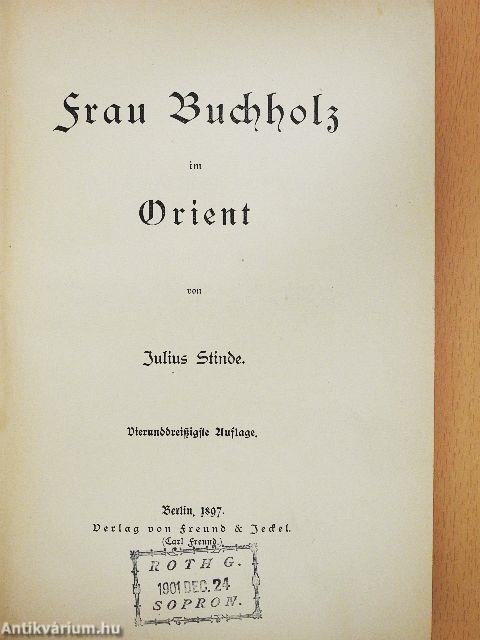 Frau Buchholz
im
Orient
von
Julius Stinde.
Vierunddreißigste Auflage.
Berlin, 1897.
Verlag von Freund & Jeckel.
(Carl Freund.)
ROTH G.
1901 DEC. 24
SOPRON.
Antikvárium.hu